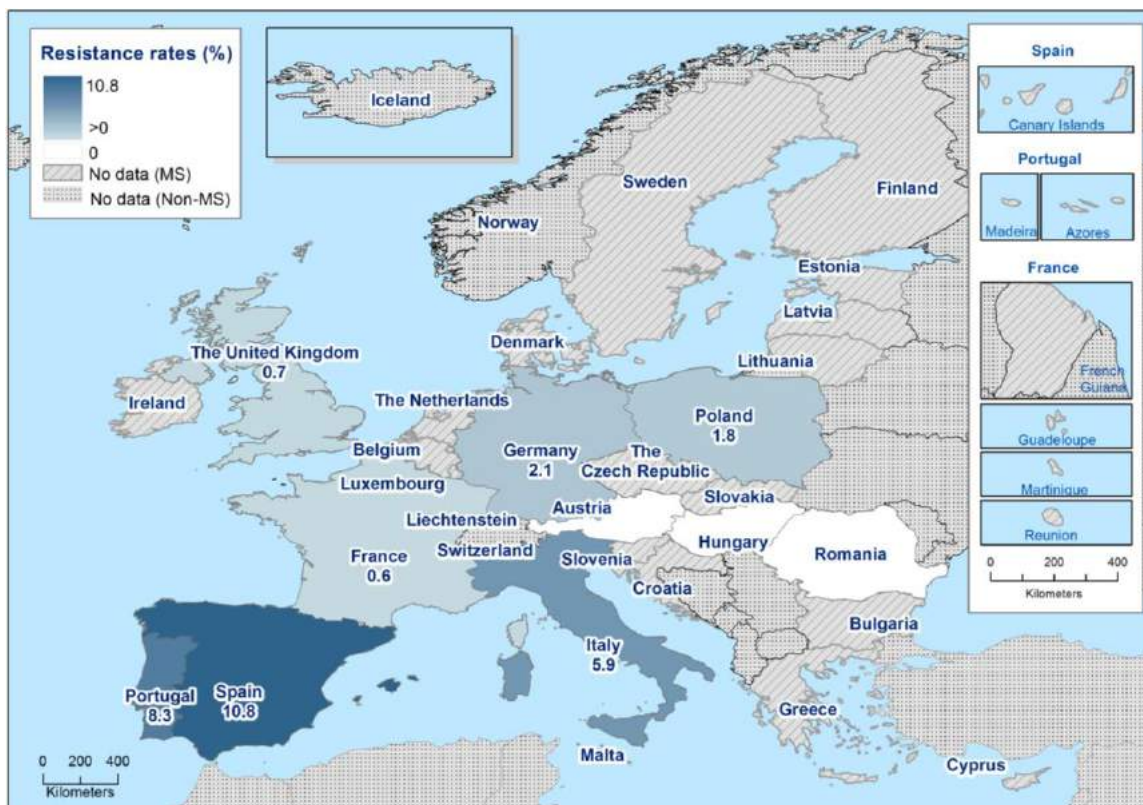 Resistance rates (%)
10.8
>0
0
No data (MS)
No data (Non-MS)
Iceland
Spain
Canary Islands
Portugal
Madeira
Azores
France
French
Guiana
Guadeloupe
Martinique
Reunion
0 200 400
Kilometers
Sweden
Finland
Norway
Estonia
Latvia
Denmark
Lithuania
The United Kingdom
0.7
Ireland
The Netherlands
Poland
1.8
Belgium
Germany
2.1
The
Czech Republic
Luxembourg
Slovakia
Austria
Liechtenstein
Hungary
Switzerland
Slovenia
Romania
France
0.6
Croatia
Bulgaria
Italy
5.9
Portugal
8.3
Spain
10.8
Greece
Malta
Cyprus
0 200 400
Kilometers